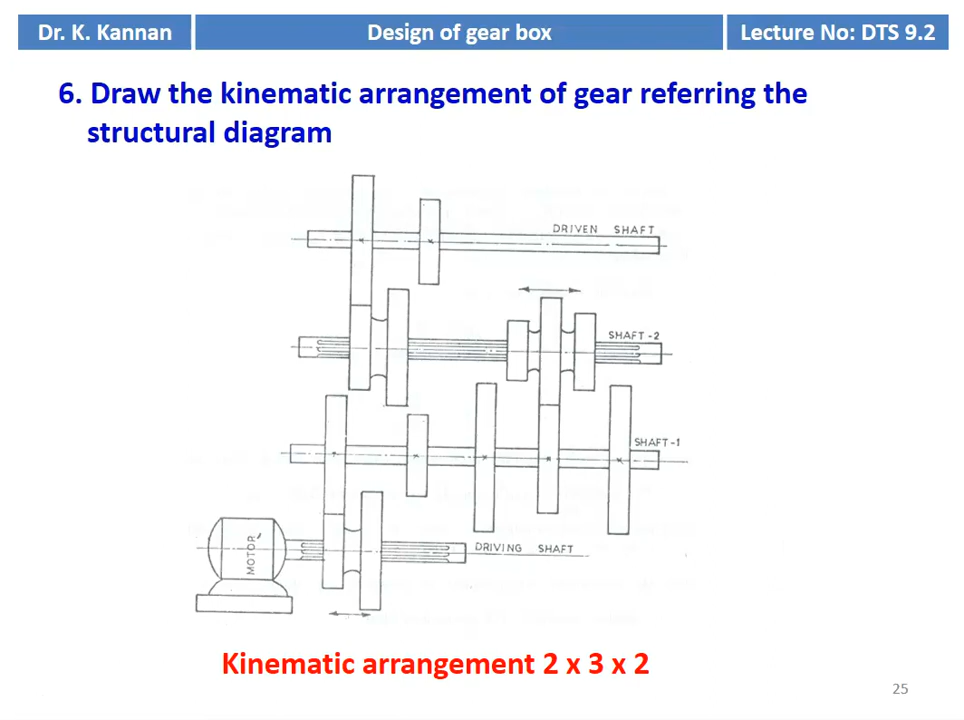 Dr. K. Kannan
Design of gear box
Lecture No: DTS 9.2
6. Draw the kinematic arrangement of gear referring the
structural diagram
DRIVEN SHAFT
SHAFT-2
SHAFT-1
MOTOR
DRIVING SHAFT
Kinematic arrangement 2 x 3 x 2
25